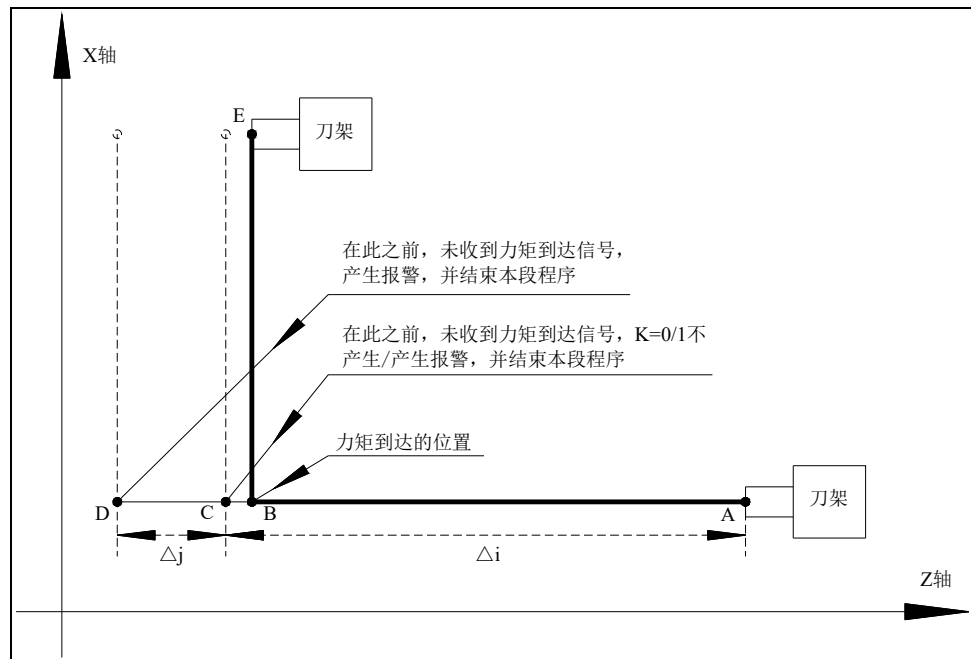 X轴
E
刀架
在此之前，未收到力矩到达信号，
产生报警，并结束本段程序
在此之前，未收到力矩到达信号，K=0/1不
产生/产生报警，并结束本段程序
力矩到达的位置
刀架
D
C
B
A
△j
△i
Z轴